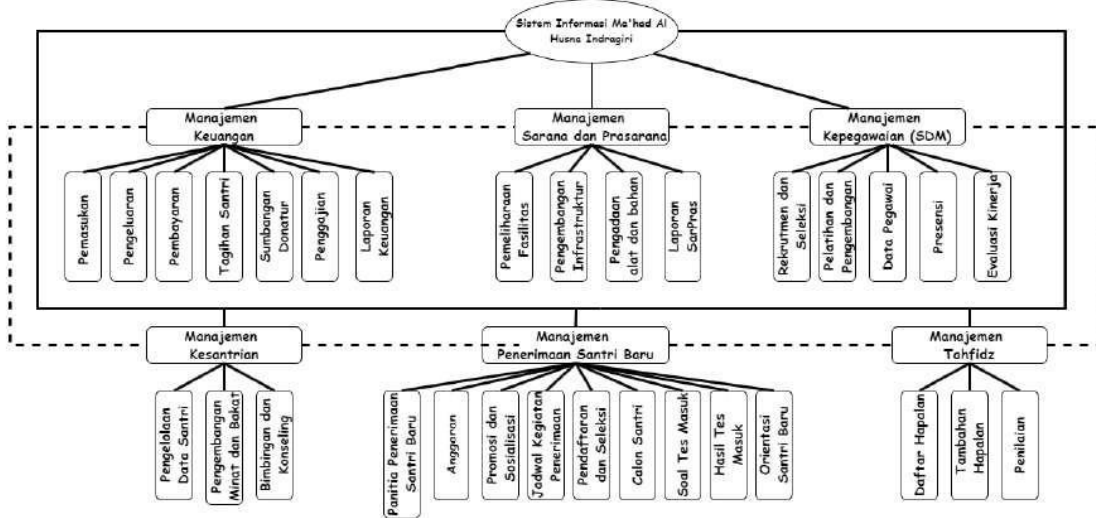 Sistem Informasi Ma'had Al
Husna Indragiri
Manajemen
Keuangan
Manajemen
Sarana dan Prasarana
Manajemen
Kepegawaian (SDM)
Pemasukan
Pengeluaran
Pembayaran
Tagihan Santri
Sumbangan
Donatur
Penggajian
Laporan
Keuangan
Pemeliharaan
Fasilitas
Pengembangan
Infrastruktur
Pengadaan
alat dan bahan
Laporan
SarPras
Rekrutmen dan
Seleksi
Pelatihan dan
Pengembangan
Data Pegawai
Presensi
Evaluasi Kinerja
Manajemen
Kesantrian
Manajemen
Penerimaan Santri Baru
Manajemen
Tahfidz
Pengelolaan
Data Santri
Pengembangan
Minat dan Bakat
Bimbingan dan
Konseling
Panitia Penerimaan
Santri Baru
Anggaran
Promosi dan
Sosialisasi
Jadwal Kegiatan
Penerimaan
Pendaftaran
dan Seleksi
Calon Santri
Soal Tes Masuk
Hasil Tes
Masuk
Orientasi
Santri Baru
Daftar Hapalan
Tambahan
Hapalan
Penilaian